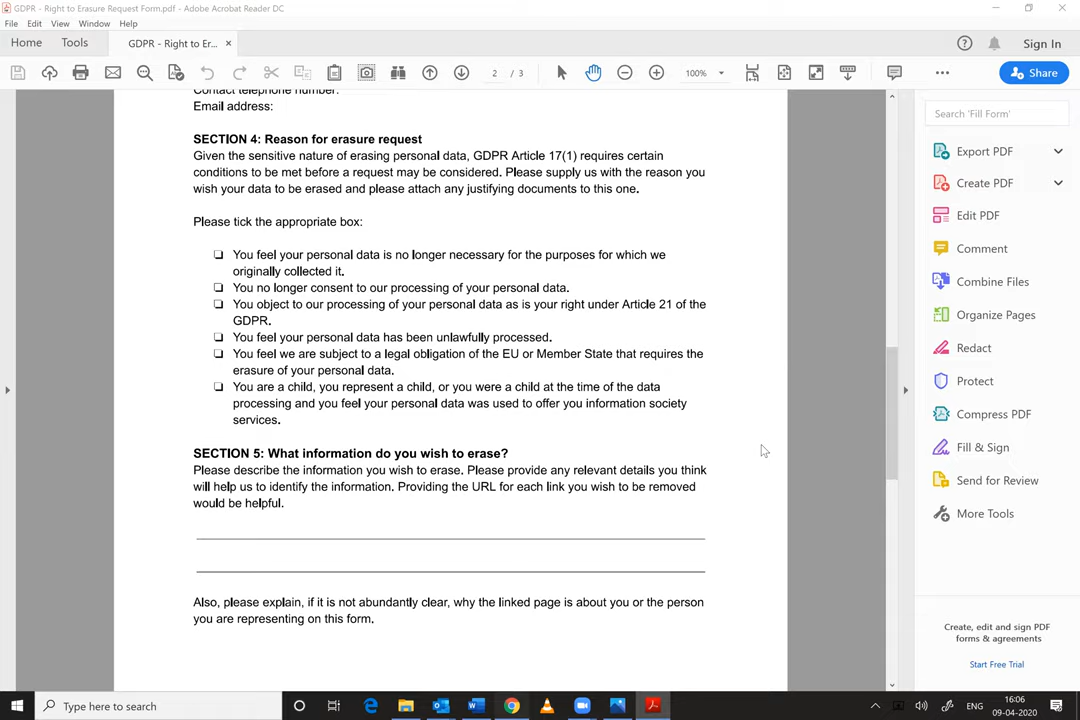 GDPR - Right to Erasure Request Form.pdf - Adobe Acrobat Reader DC
File Edit View Window Help
Home Tools GDPR - Right to Er... × Sign In
2 / 3 100% Share
Contact telephone number:
Email address:
SECTION 4: Reason for erasure request
Given the sensitive nature of erasing personal data, GDPR Article 17(1) requires certain
conditions to be met before a request may be considered. Please supply us with the reason you
wish your data to be erased and please attach any justifying documents to this one.
Please tick the appropriate box:
❏ You feel your personal data is no longer necessary for the purposes for which we
originally collected it.
❏ You no longer consent to our processing of your personal data.
❏ You object to our processing of your personal data as is your right under Article 21 of the
GDPR.
❏ You feel your personal data has been unlawfully processed.
❏ You feel we are subject to a legal obligation of the EU or Member State that requires the
erasure of your personal data.
❏ You are a child, you represent a child, or you were a child at the time of the data
processing and you feel your personal data was used to offer you information society
services.
SECTION 5: What information do you wish to erase?
Please describe the information you wish to erase. Please provide any relevant details you think
will help us to identify the information. Providing the URL for each link you wish to be removed
would be helpful.
Also, please explain, if it is not abundantly clear, why the linked page is about you or the person
you are representing on this form.
Search 'Fill Form'
Export PDF
Create PDF
Edit PDF
Comment
Combine Files
Organize Pages
Redact
Protect
Compress PDF
Fill & Sign
Send for Review
More Tools
Create, edit and sign PDF
forms & agreements
Start Free Trial
Type here to search
ENG
16:06
09-04-2020